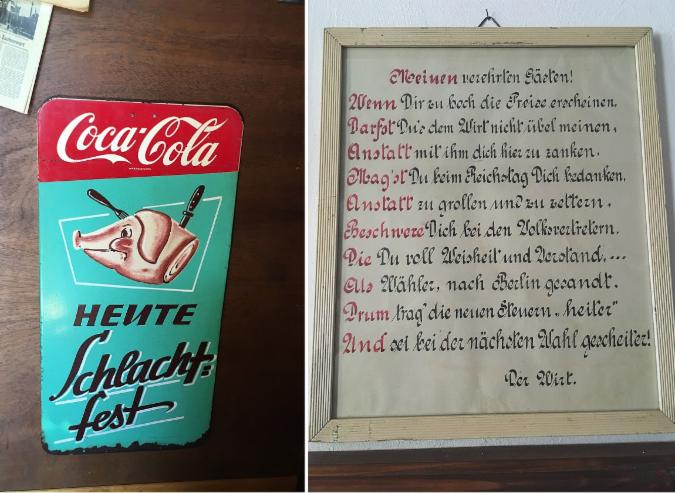 Coca-Cola
HEUTE
Schlacht-
fest
Meinen verehrten Gästen!
Wenn Dir zu hoch die Preise erscheinen,
Darfst Du's dem Wirt nicht übel meinen,
Anstatt mit ihm dich hier zu zanken.
Mag'st Du beim Reichstag Dich bedanken.
Anstatt zu grollen und zu zettern,
Beschwere Dich bei den Volksvertretern.
Die Du voll Weisheit und Verstand,...
Als Wähler, nach Berlin gesandt.
Drum trag' die neuen Steuern „heiter"
Und sei bei der nächsten Wahl gescheiter!
Der Wirt.